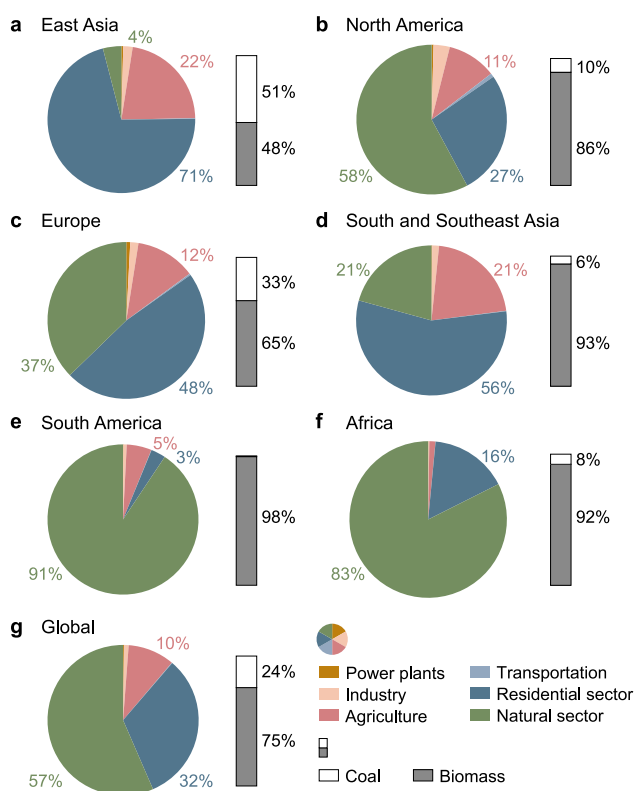 a East Asia
4%
22%
71%
51%
48%
b North America
11%
27%
58%
10%
86%
c Europe
12%
48%
37%
33%
65%
d South and Southeast Asia
21%
21%
56%
6%
93%
e South America
5%
3%
91%
98%
f Africa
16%
83%
8%
92%
g Global
10%
32%
57%
24%
75%
Power plants
Industry
Agriculture
Transportation
Residential sector
Natural sector
Coal
Biomass